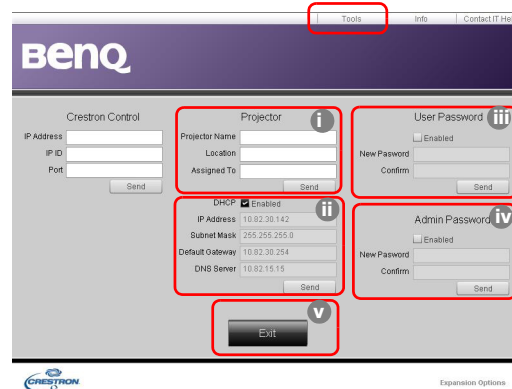 Tools Info Contact IT Hel
BenQ
Crestron Control
IP Address
IP ID
Port
Send
Projector i
Projector Name
Location
Assigned To
Send
ii
DHCP Enabled
IP Address 10.82.30.142
Subnet Mask 255.255.255.0
Default Gateway 10.82.30.254
DNS Server 10.82.15.15
Send
User Password iii
Enabled
New Pasword
Confirm
Send
Admin Password iv
Enabled
New Pasword
Confirm
Send
v
Exit
CRESTRON
Expansion Options